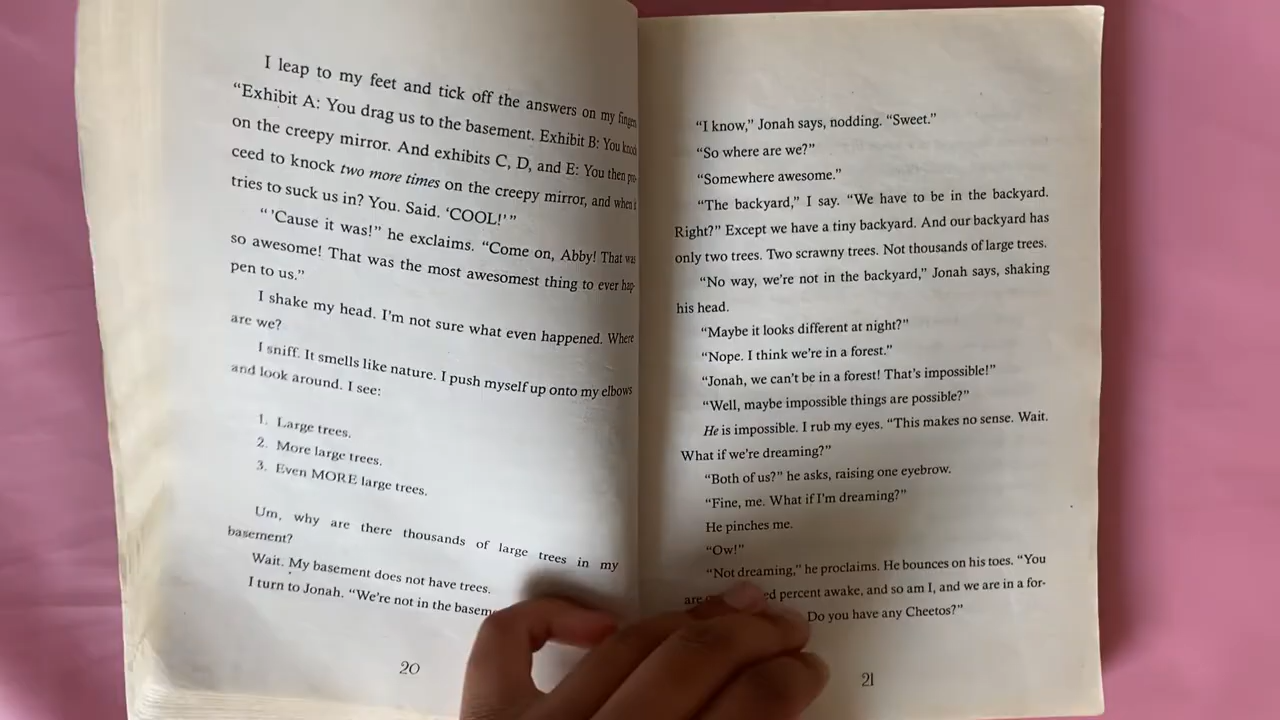 I leap to my feet and tick off the answers on my
“Exhibit A: You drag us to the basement. Exhibit B: You
on the creepy mirror. And exhibits C, D, and E: You then pro-
ceed to knock two more times on the creepy mirror, and when it
tries to suck us in? You. Said. ‘COOL!’”
“ ’Cause it was!” he exclaims. “Come on, Abby! That was
so awesome! That was the most awesomest thing to ever hap-
pen to us.”
I shake my head. I’m not sure what even happened. Where
are we?
I sniff. It smells like nature. I push myself up onto my elbows
and look around. I see:
1. Large trees.
2. More large trees.
3. Even MORE large trees.
Um, why are there thousands of large trees in my
basement?
Wait. My basement does not have trees.
I turn to Jonah. “We’re not in the
20
“I know,” Jonah says, nodding. “Sweet.”
“So where are we?”
“Somewhere awesome.”
“The backyard,” I say. “We have to be in the backyard.
Right?” Except we have a tiny backyard. And our backyard has
only two trees. Two scrawny trees. Not thousands of large trees.
“No way, we’re not in the backyard,” Jonah says, shaking
his head.
“Maybe it looks different at night?”
“Nope. I think we’re in a forest.”
“Jonah, we can’t be in a forest! That’s impossible!”
“Well, maybe impossible things are possible?”
He is impossible. I rub my eyes. “This makes no sense. Wait.
What if we’re dreaming?”
“Both of us?” he asks, raising one eyebrow.
“Fine, me. What if I’m dreaming?”
He pinches me.
“Ow!”
“Not dreaming,” he proclaims. He bounces on his toes. “You
are percent awake, and so am I, and we are in a for-
Do you have any Cheetos?”
21